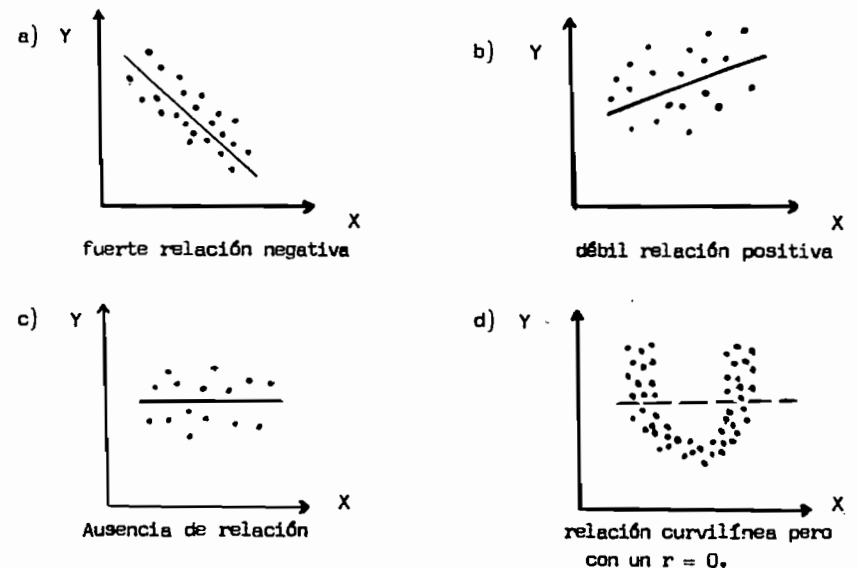 a) Y
X
fuerte relación negativa
b) Y
X
débil relación positiva
c) Y
X
Ausencia de relación
d) Y
X
relación curvilínea pero
con un r = 0.